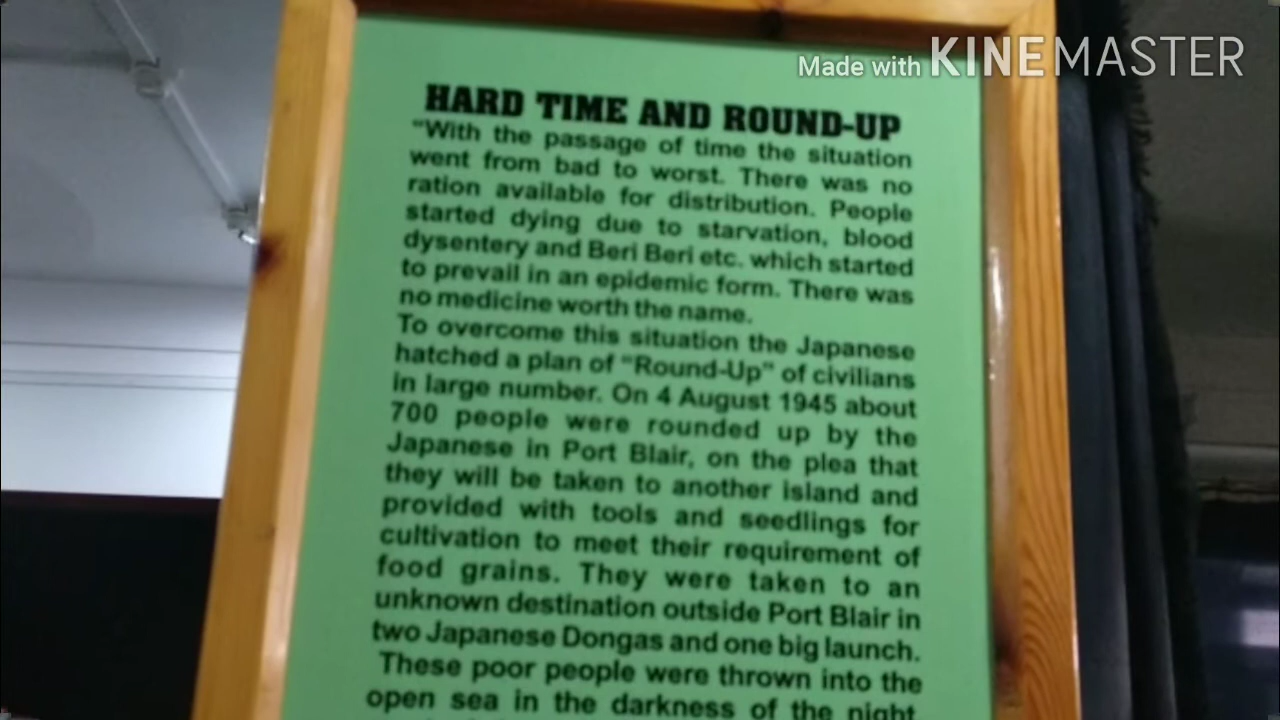 Made with KINEMASTER
HARD TIME AND ROUND-UP
"With the passage of time the situation
went from bad to worst. There was no
ration available for distribution. People
started dying due to starvation, blood
dysentery and Beri Beri etc. which started
to prevail in an epidemic form. There was
no medicine worth the name.
To overcome this situation the Japanese
hatched a plan of "Round-Up" of civilians
in large number. On 4 August 1945 about
700 people were rounded up by the
Japanese in Port Blair, on the plea that
they will be taken to another island and
provided with tools and seedlings for
cultivation to meet their requirement of
food grains. They were taken to an
unknown destination outside Port Blair in
two Japanese Dongas and one big launch.
These poor people were thrown into the
open sea in the darkness of the night